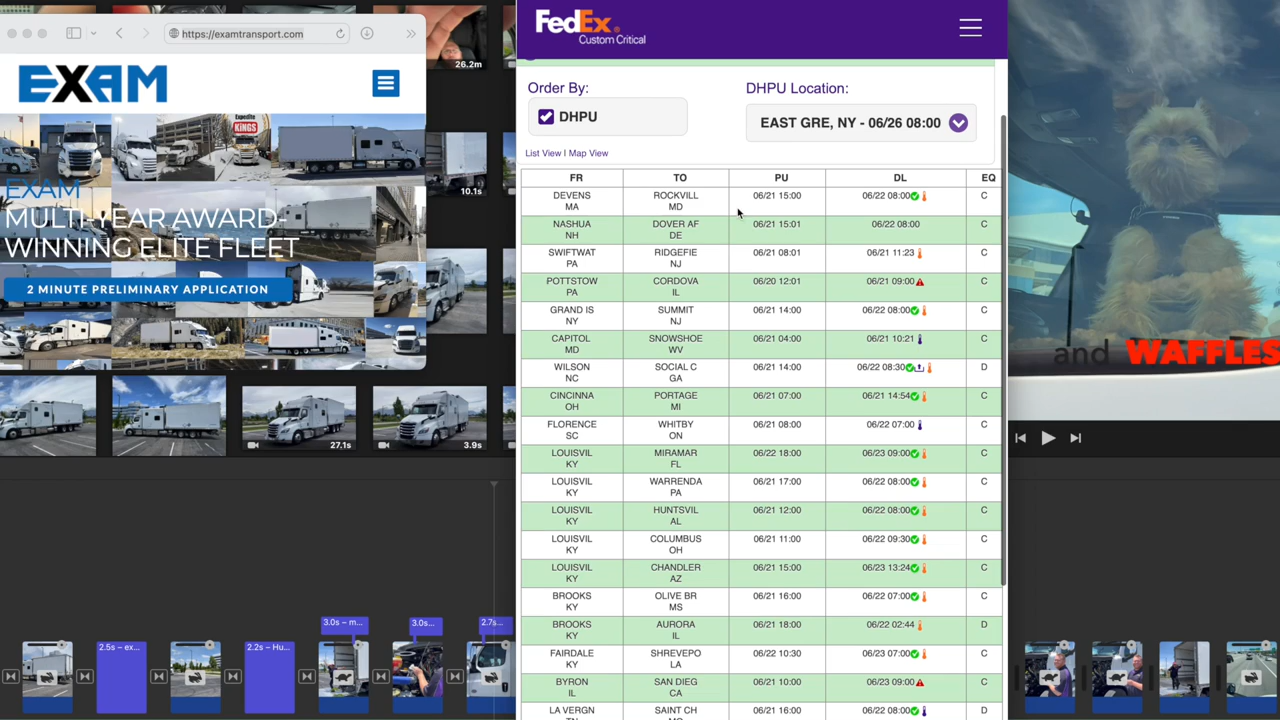 https://examtransport.com
EXAM
EXAM
MULTI-YEAR AWARD-
WINNING ELITE FLEET
2 MINUTE PRELIMINARY APPLICATION
Expedite
KINGS
26.2m
10.1s
27.1s
3.9s
2.5s – ex...
2.2s – Hu...
3.0s – m...
3.0s...
2.7s...
FedEx®
Custom Critical
Order By:
DHPU
DHPU Location:
EAST GRE, NY - 06/26 08:00
List View | Map View
FR TO PU DL EQ
DEVENS MA ROCKVILL MD 06/21 15:00 06/22 08:00 C
NASHUA NH DOVER AF DE 06/21 15:01 06/22 08:00 C
SWIFTWAT PA RIDGEFIE NJ 06/21 08:01 06/21 11:23 C
POTTSTOW PA CORDOVA IL 06/20 12:01 06/21 09:00 C
GRAND IS NY SUMMIT NJ 06/21 14:00 06/22 08:00 C
CAPITOL MD SNOWSHOE WV 06/21 04:00 06/21 10:21 C
WILSON NC SOCIAL C GA 06/21 14:00 06/22 08:30 D
CINCINNA OH PORTAGE MI 06/21 07:00 06/21 14:54 C
FLORENCE SC WHITBY ON 06/21 08:00 06/22 07:00 C
LOUISVIL KY MIRAMAR FL 06/22 18:00 06/23 09:00 C
LOUISVIL KY WARRENDA PA 06/21 17:00 06/22 08:00 C
LOUISVIL KY HUNTSVIL AL 06/21 12:00 06/22 08:00 C
LOUISVIL KY COLUMBUS OH 06/21 11:00 06/22 09:30 C
LOUISVIL KY CHANDLER AZ 06/21 15:00 06/23 13:24 C
BROOKS KY OLIVE BR MS 06/21 16:00 06/22 07:00 C
BROOKS KY AURORA IL 06/21 18:00 06/22 02:44 D
FAIRDALE KY SHREVEPO LA 06/22 10:30 06/23 07:00 C
BYRON IL SAN DIEG CA 06/21 10:00 06/23 09:00 C
LA VERGN SAINT CH 06/21 16:00 06/22 08:00 D
and WAFFLES